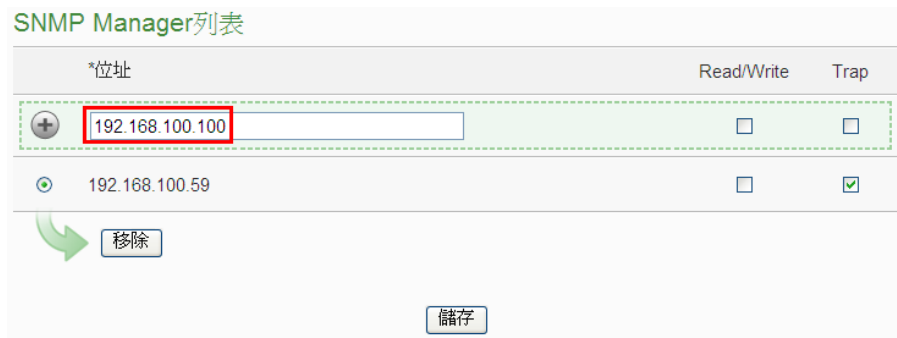 SNMP Manager列表
*位址 Read/Write Trap
192.168.100.100
192.168.100.59
移除
儲存